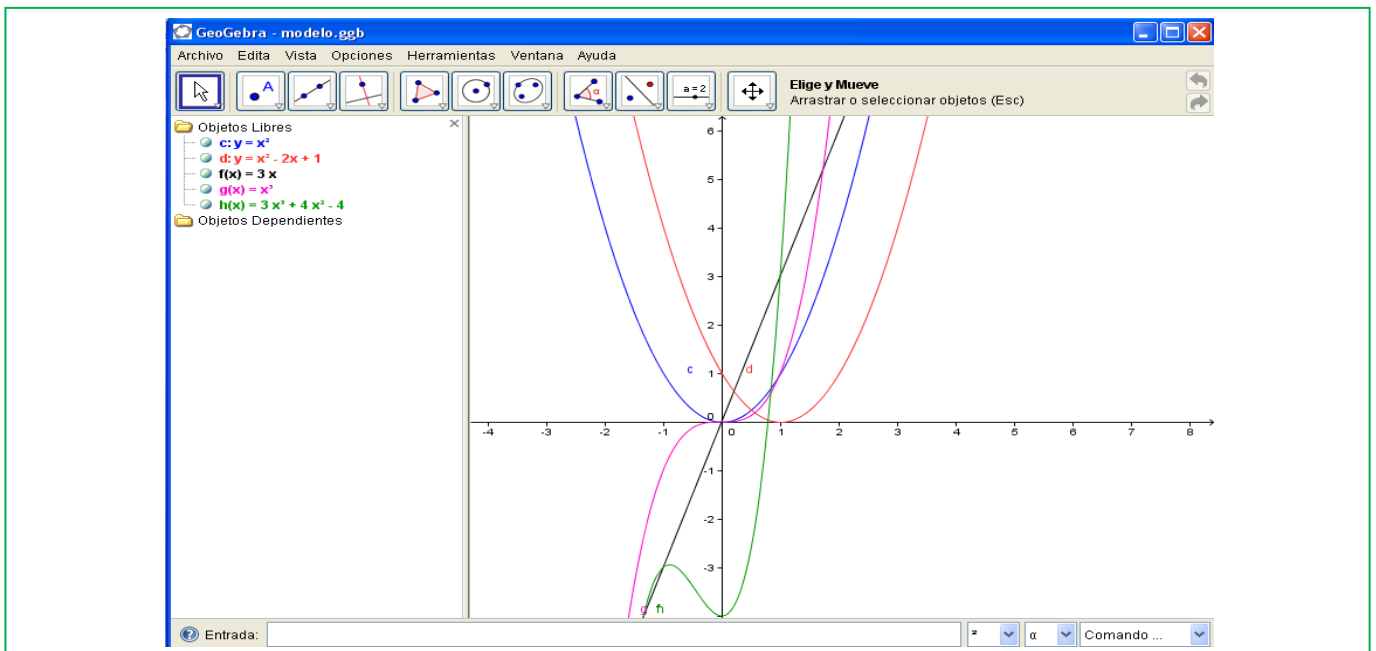 GeoGebra - modelo.ggb
Archivo Edita Vista Opciones Herramientas Ventana Ayuda
A
α
a = 2
Elige y Mueve
Arrastrar o seleccionar objetos (Esc)
Objetos Libres
c: y = x²
d: y = x² - 2x + 1
f(x) = 3 x
g(x) = x³
h(x) = 3 x³ + 4 x² - 4
Objetos Dependientes
6
5
4
3
2
c 1 d
0
-4 -3 -2 -1 0 1 2 3 4 5 6 7 8
-1
-2
-3
g h
Entrada: ² α Comando ...